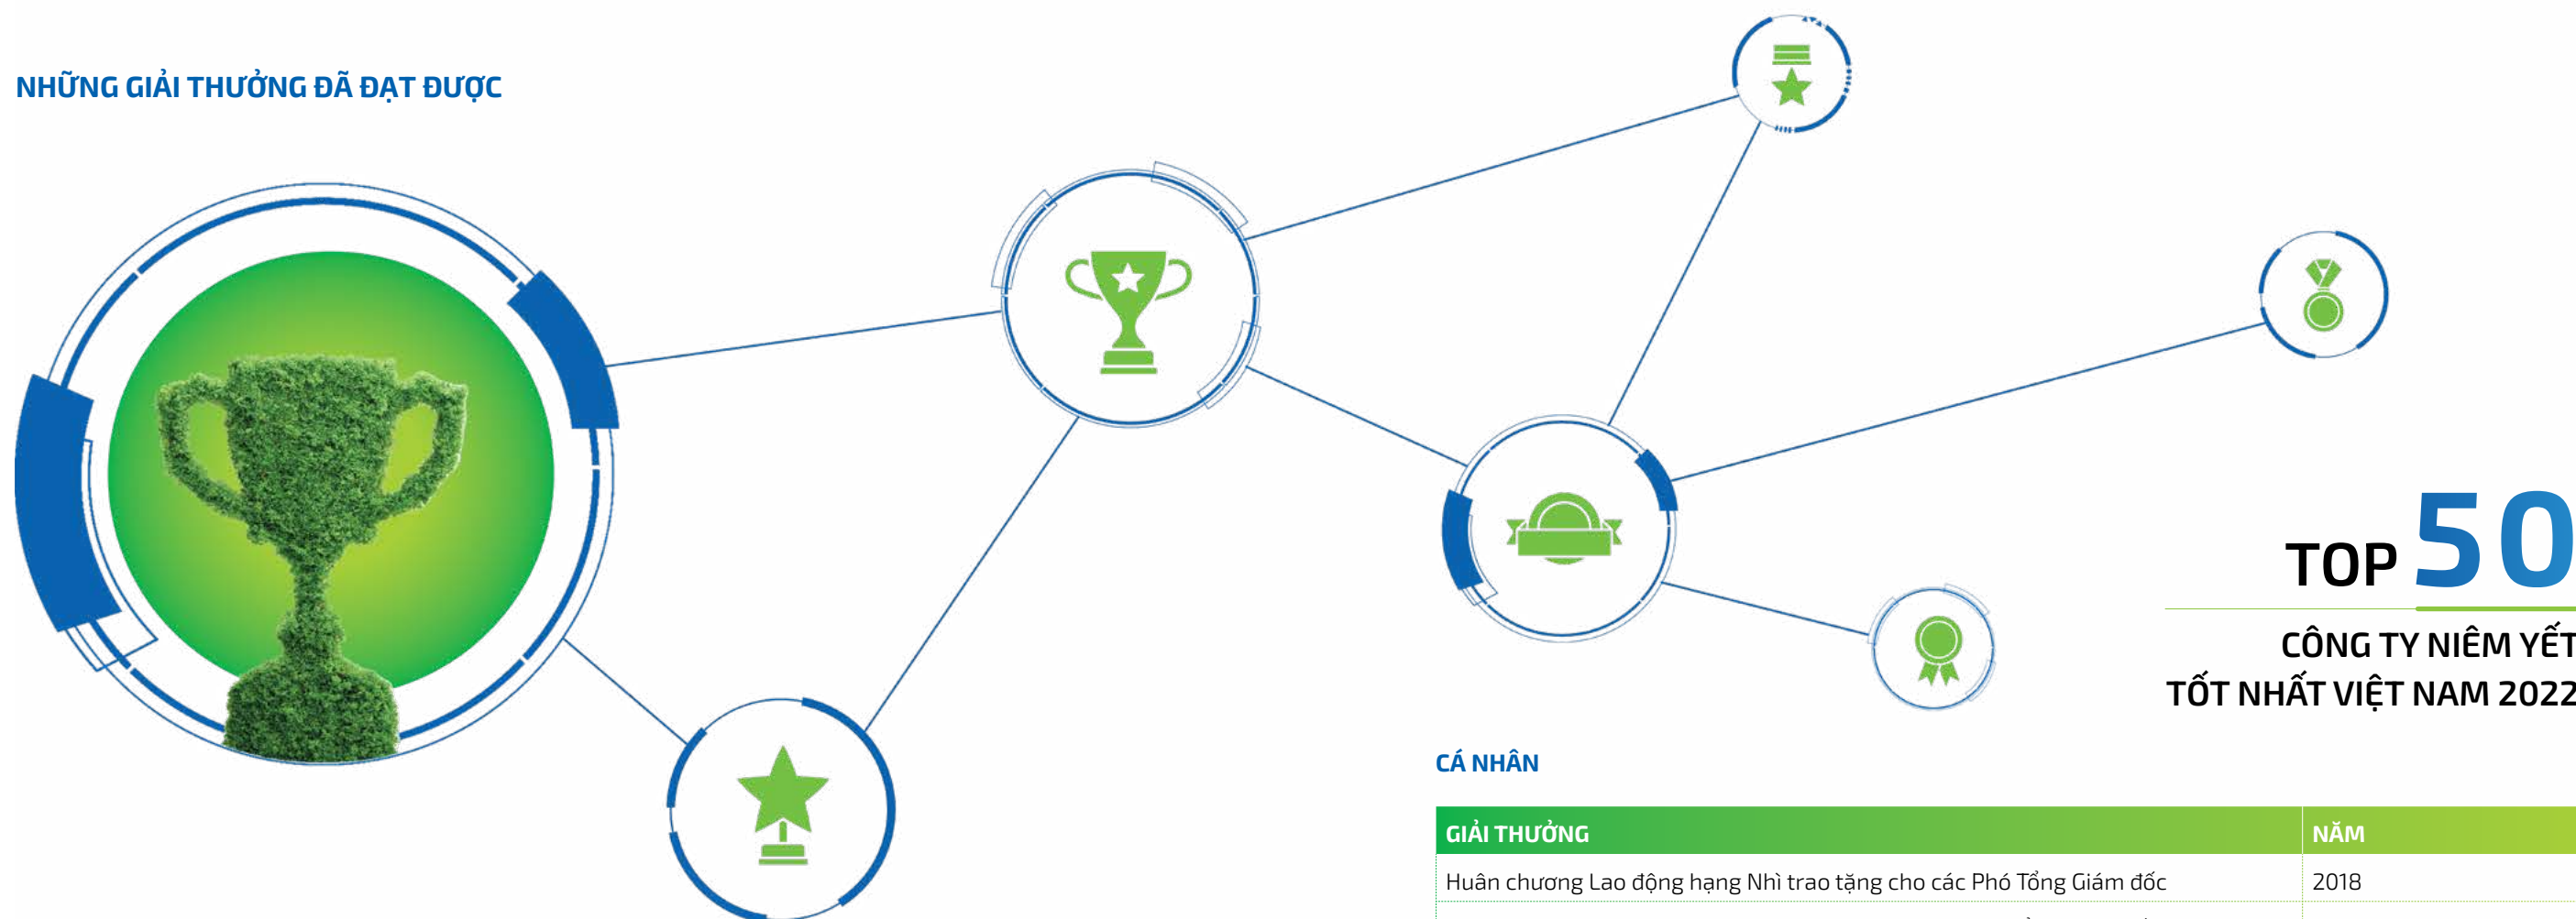 NHỮNG GIẢI THƯỞNG ĐÃ ĐẠT ĐƯỢC
TOP 50
CÔNG TY NIÊM YẾT
TỐT NHẤT VIỆT NAM 2022
CÁ NHÂN
GIẢI THƯỞNG NĂM
Huân chương Lao động hạng Nhì trao tặng cho các Phó Tổng Giám đốc 2018